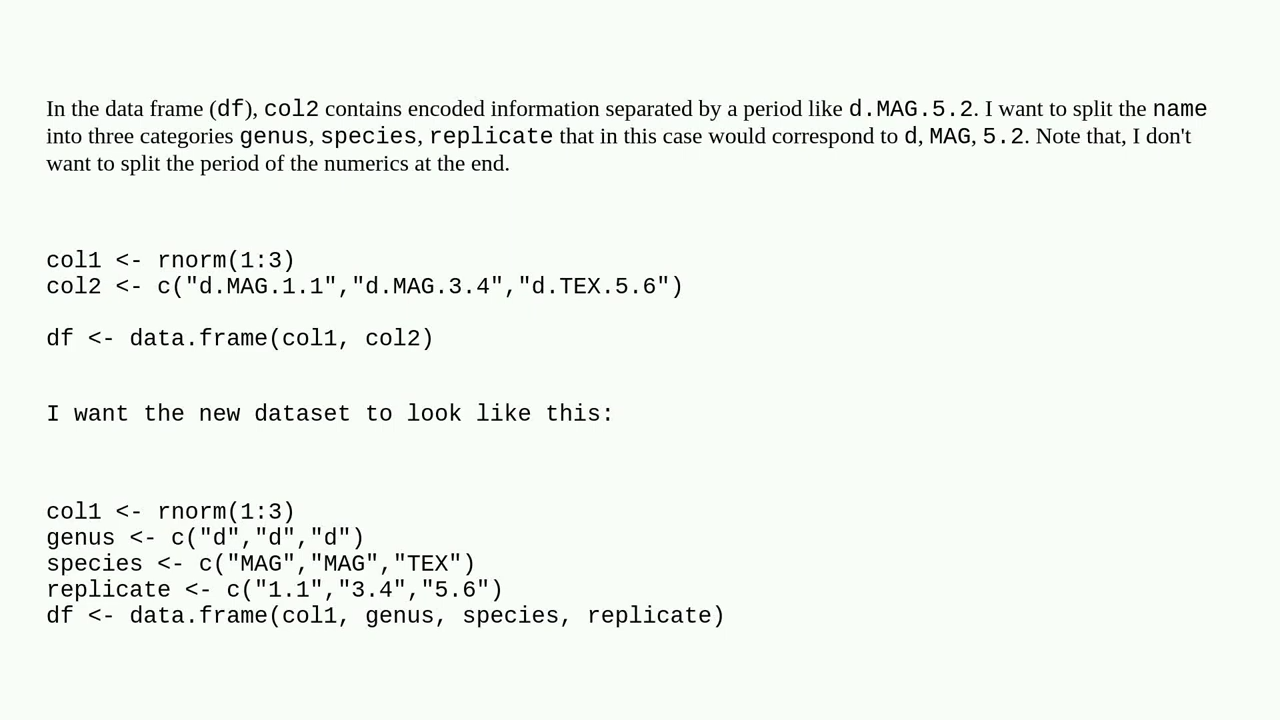 In the data frame (df), col2 contains encoded information separated by a period like d.MAG.5.2. I want to split the name
into three categories genus, species, replicate that in this case would correspond to d, MAG, 5.2. Note that, I don't
want to split the period of the numerics at the end.
col1 <- rnorm(1:3)
col2 <- c("d.MAG.1.1","d.MAG.3.4","d.TEX.5.6")
df <- data.frame(col1, col2)
I want the new dataset to look like this:
col1 <- rnorm(1:3)
genus <- c("d","d","d")
species <- c("MAG","MAG","TEX")
replicate <- c("1.1","3.4","5.6")
df <- data.frame(col1, genus, species, replicate)